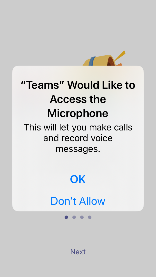 “Teams” Would Like to
Access the
Microphone
This will let you make calls
and record voice
messages.
OK
Don't Allow
Next